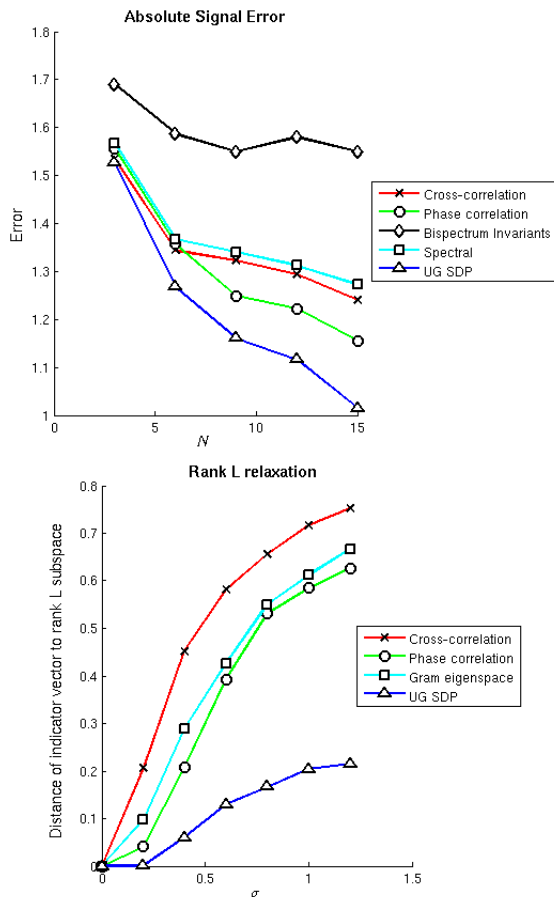 Absolute Signal Error
1.8
1.7
1.6
1.5
1.4
1.3
1.2
1.1
1
Error
0
5
10
15
N
Cross-correlation
Phase correlation
Bispectrum Invariants
Spectral
UG SDP
Rank L relaxation
0.8
0.7
0.6
0.5
0.4
0.3
0.2
0.1
0
Distance of indicator vector to rank L subspace
0
0.5
1
1.5
σ
Cross-correlation
Phase correlation
Gram eigenspace
UG SDP